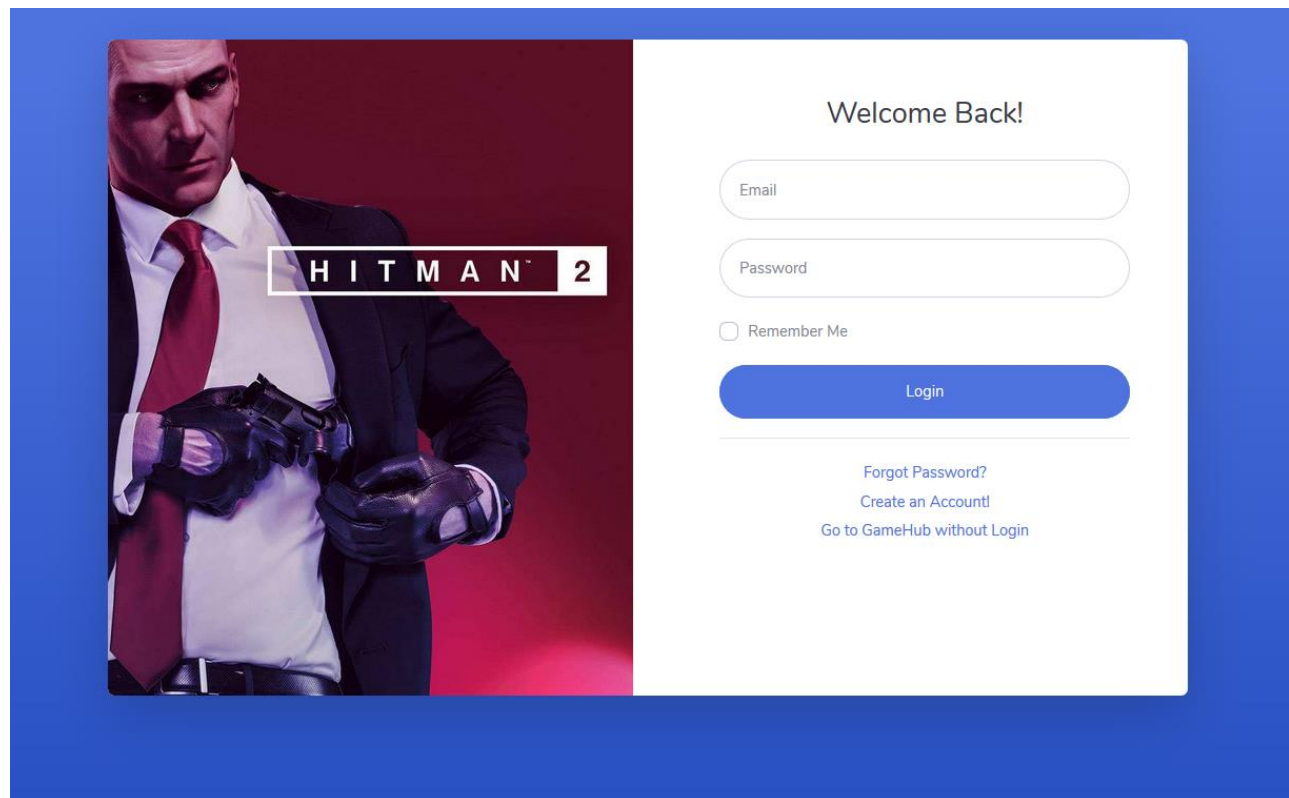 Welcome Back!
Email
HITMAN™ 2
Password
Remember Me
Login
Forgot Password?
Create an Account!
Go to GameHub without Login